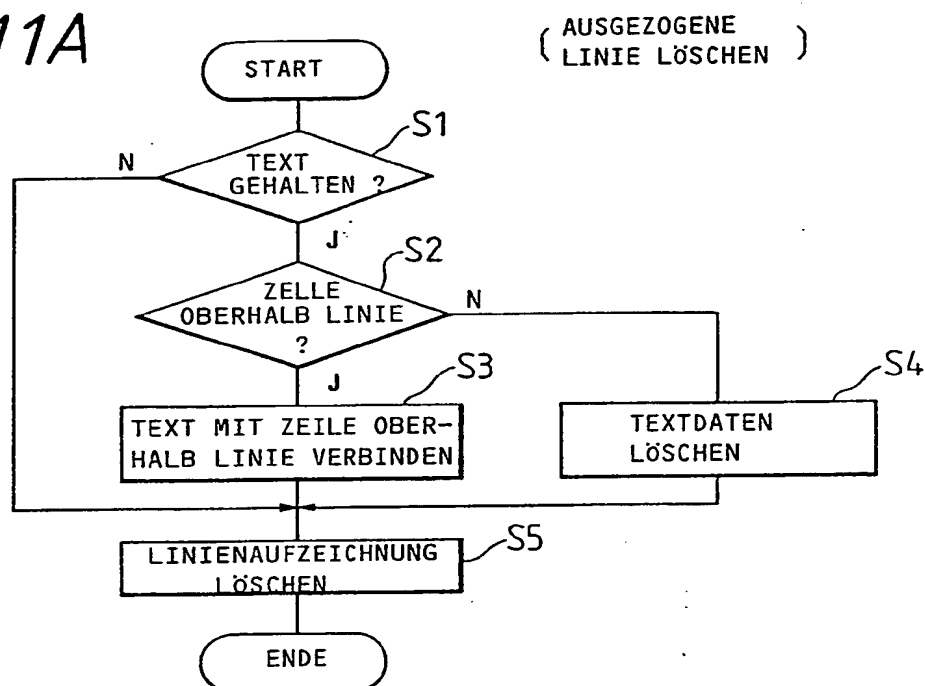 11A
( AUSGEZOGENE
LINIE LÖSCHEN )
START
S1
N
TEXT
GEHALTEN ?
J
S2
ZELLE
OBERHALB LINIE
?
N
J
S3
TEXT MIT ZEILE OBER-
HALB LINIE VERBINDEN
S4
TEXTDATEN
LÖSCHEN
S5
LINIENAUFZEICHNUNG
LÖSCHEN
ENDE